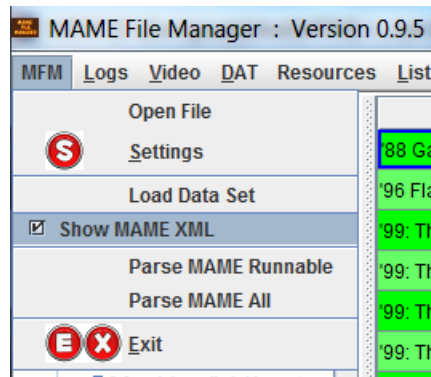 MAME File Manager : Version 0.9.5
MFM Logs Video DAT Resources List
Open File
S Settings
Load Data Set
Show MAME XML
Parse MAME Runnable
Parse MAME All
E X Exit
'88 Ga
'96 Fla
'99: Th
'99: Th
'99: Th
'99: Th